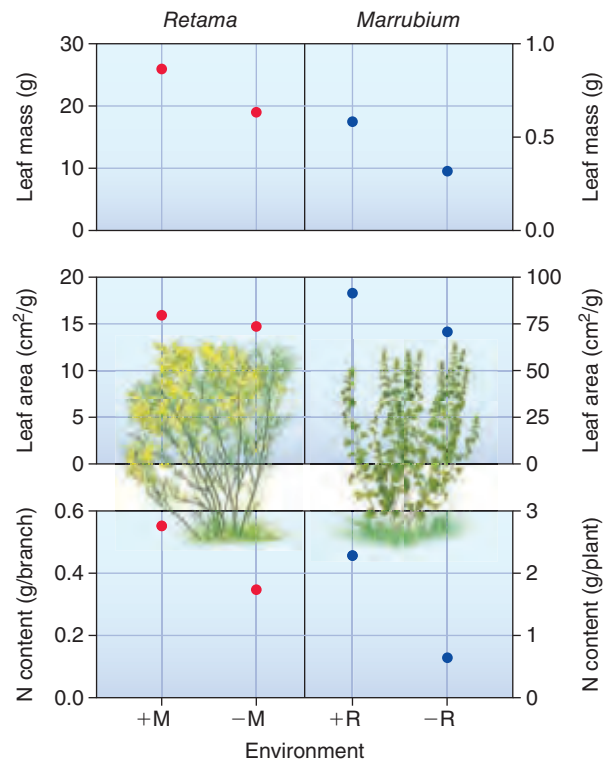 Retama Marrubium
30 1.0
20
0.5
10
0 0.0
Leaf mass (g) Leaf mass (g)
20 100
15 75
10 50
5 25
0 0
Leaf area (cm²/g) Leaf area (cm²/g)
0.6 3
0.4 2
0.2 1
0.0 0
N content (g/branch) N content (g/plant)
+M −M +R −R
Environment